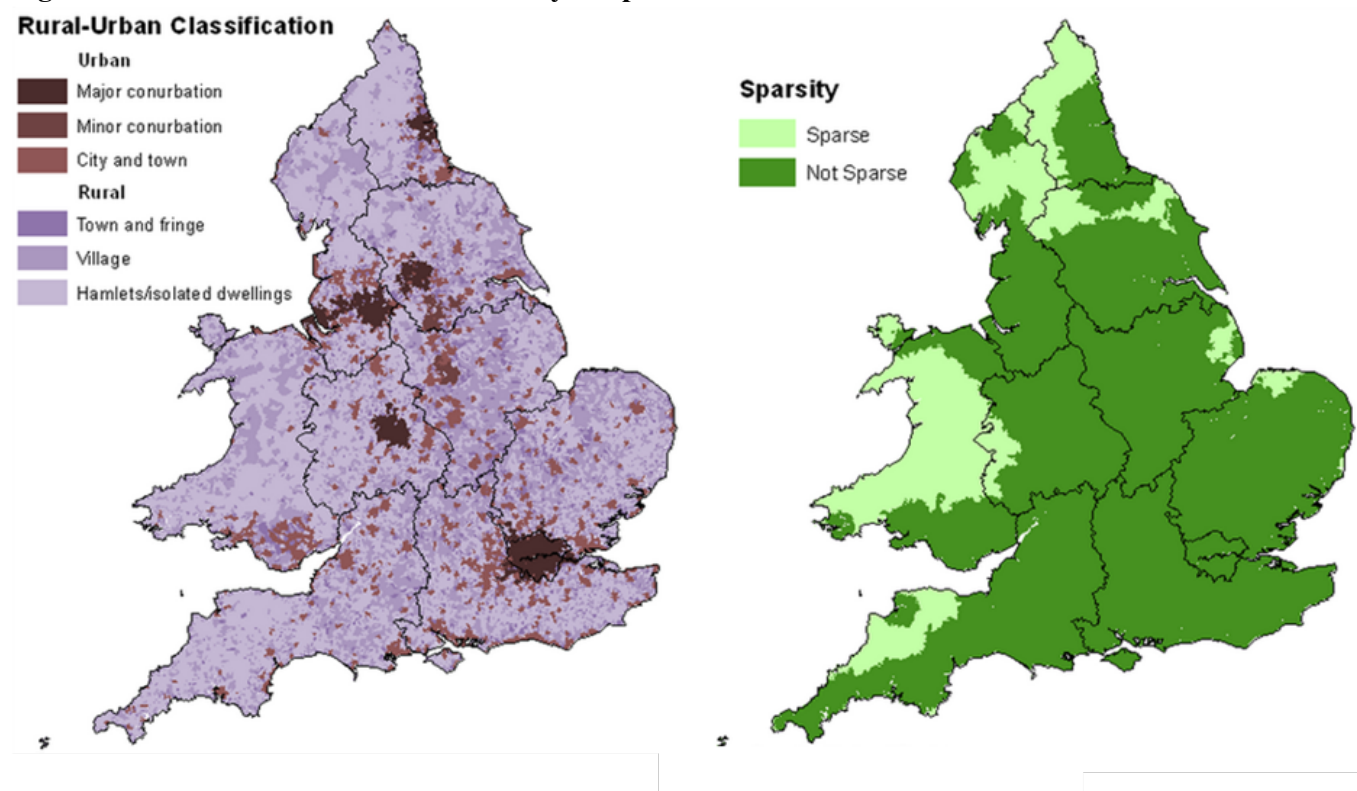 Rural-Urban Classification
Urban
Major conurbation
Minor conurbation
City and town
Rural
Town and fringe
Village
Hamlets/isolated dwellings
Sparsity
Sparse
Not Sparse